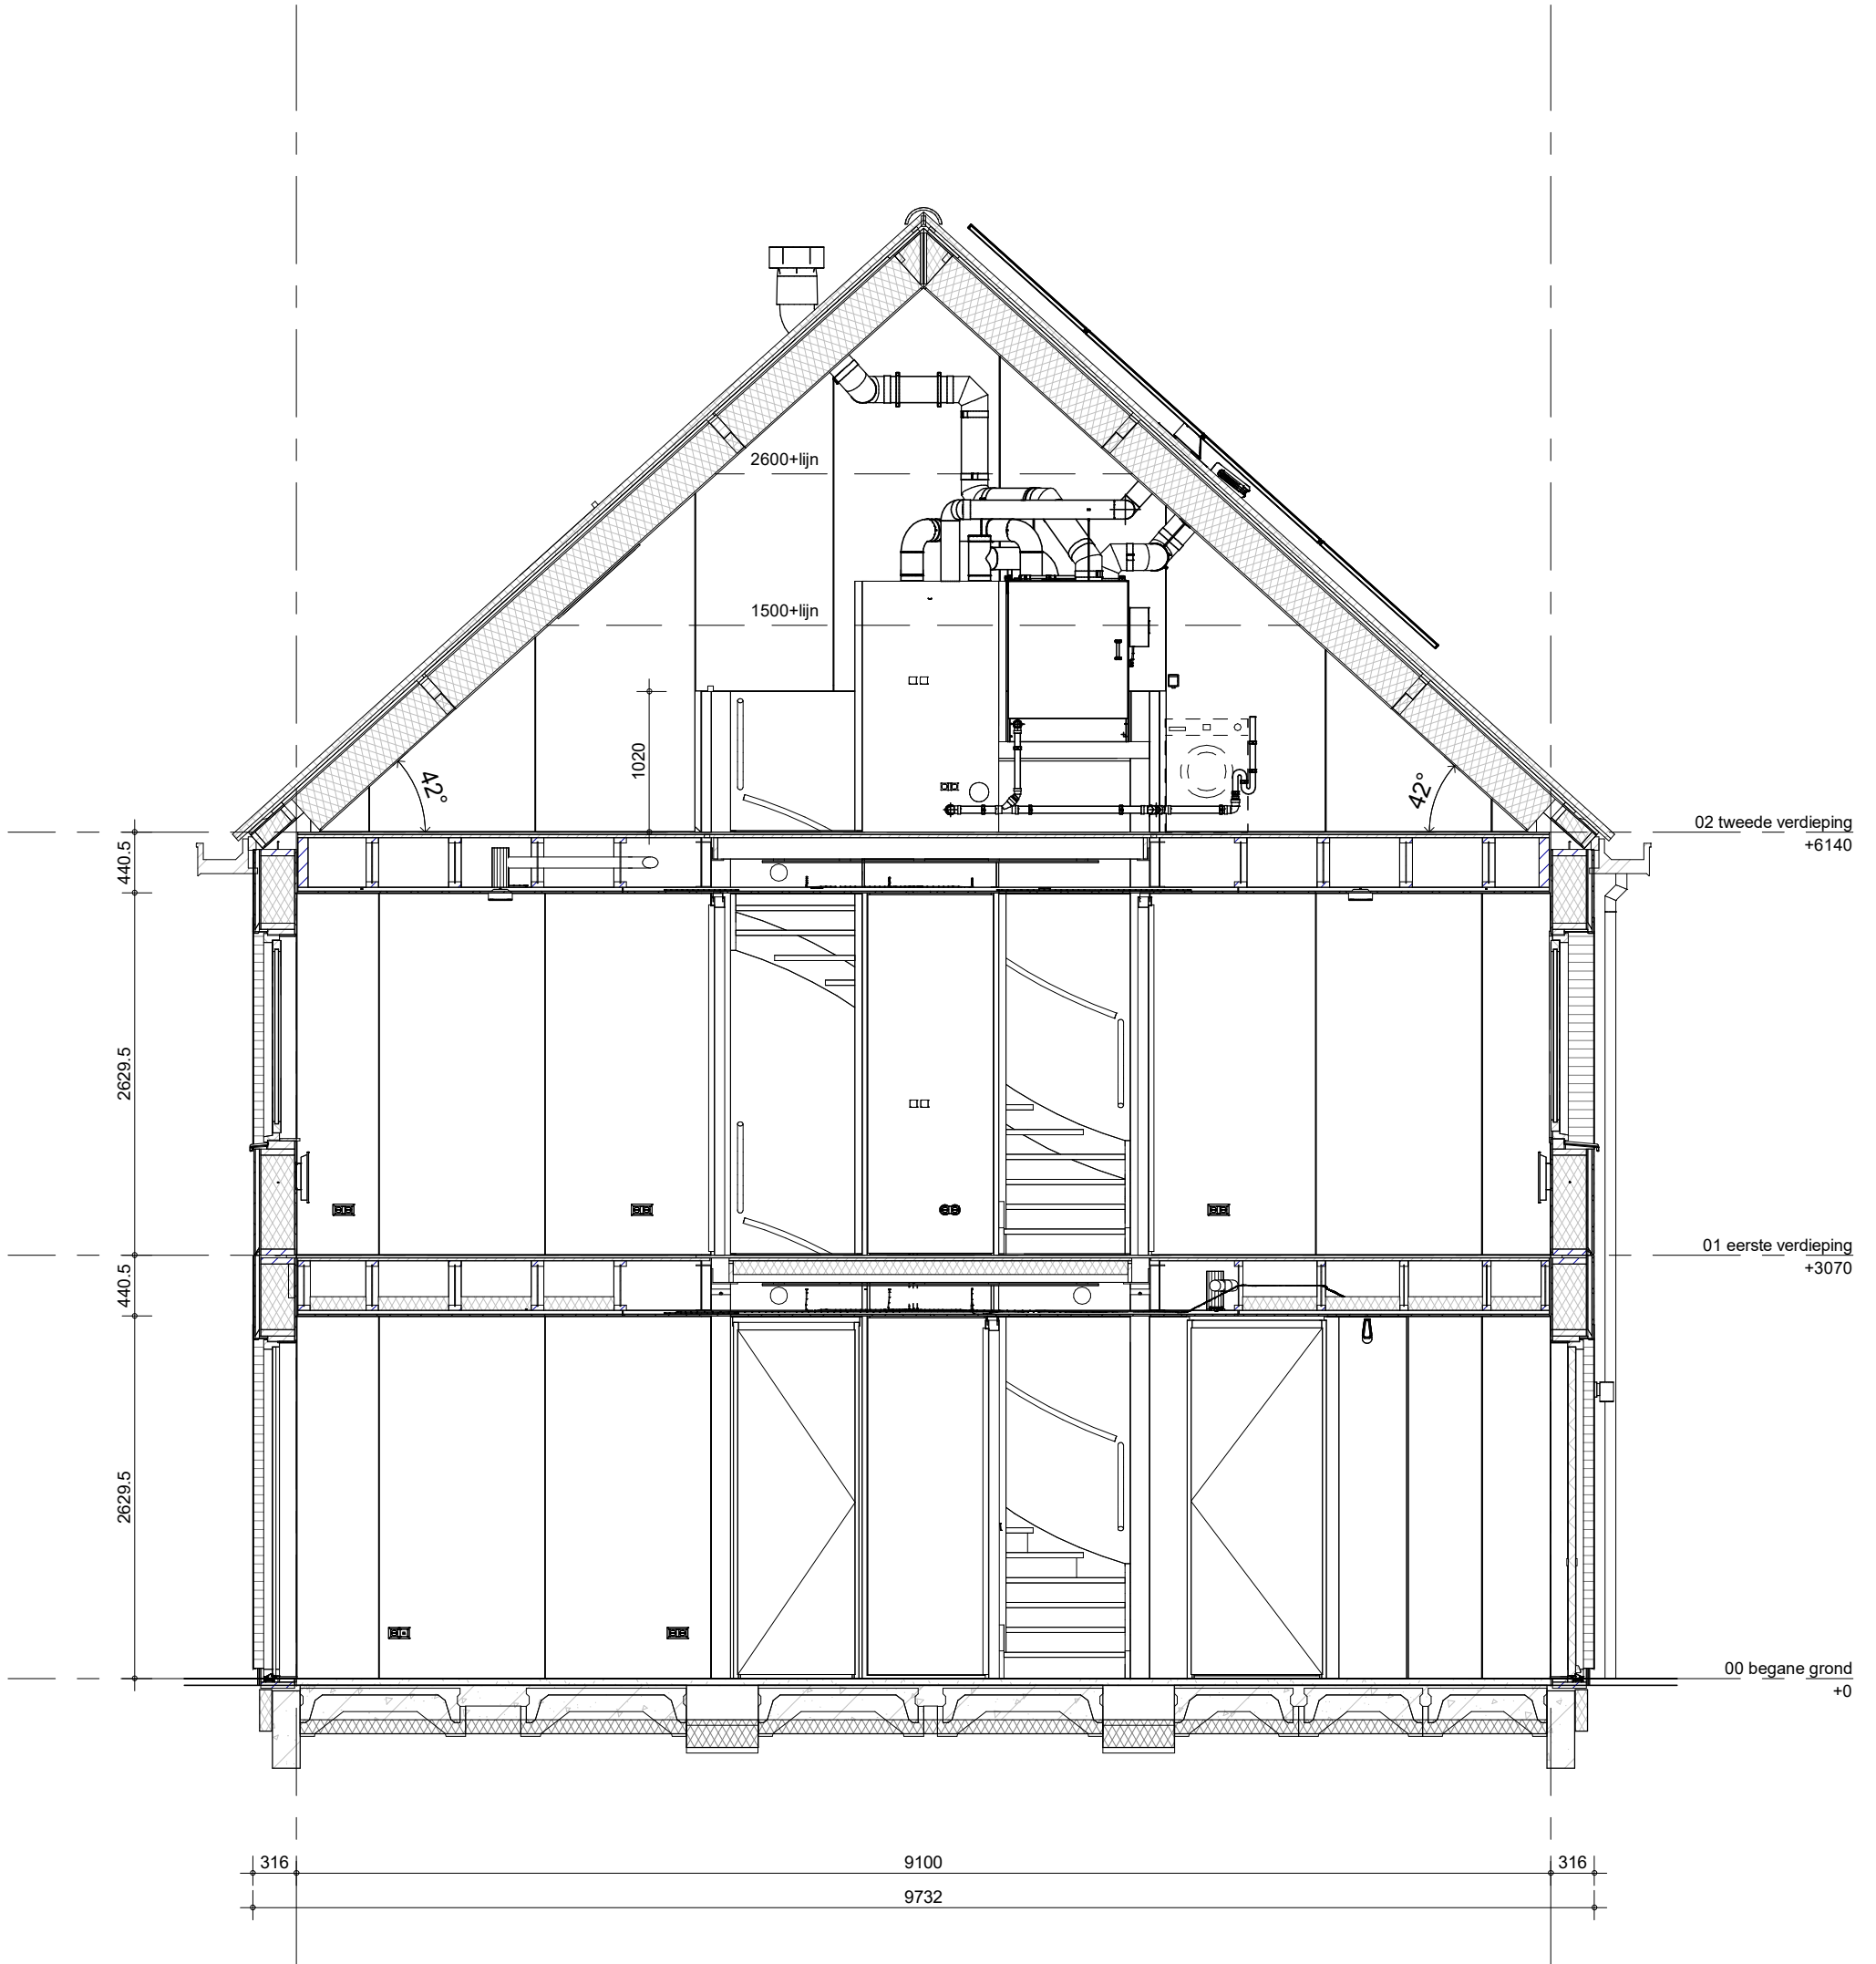 2600+lijn
1500+lijn
1020
42°
42°
02 tweede verdieping
+6140
440.5
2629.5
01 eerste verdieping
+3070
440.5
2629.5
00 begane grond
+0
316
9100
316
9732